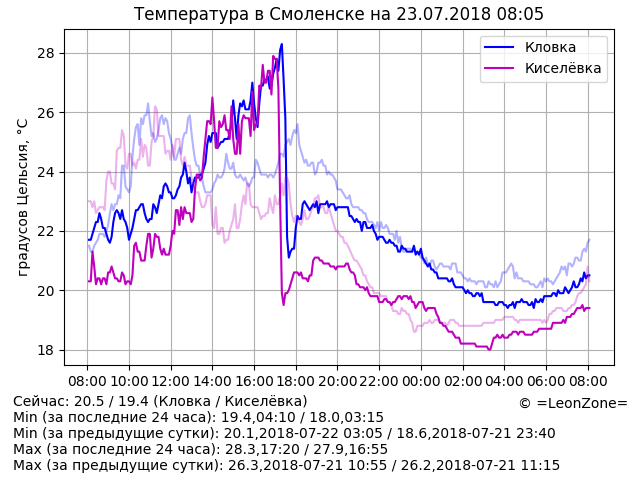 Температура в Смоленске на 23.07.2018 08:05
градусов Цельсия, °C
28
26
24
22
20
18
Кловка
Киселёвка
08:00 10:00 12:00 14:00 16:00 18:00 20:00 22:00 00:00 02:00 04:00 06:00 08:00
Сейчас: 20.5 / 19.4 (Кловка / Киселёвка)
© =LeonZone=
Min (за последние 24 часа): 19.4,04:10 / 18.0,03:15
Min (за предыдущие сутки): 20.1,2018-07-22 03:05 / 18.6,2018-07-21 23:40
Max (за последние 24 часа): 28.3,17:20 / 27.9,16:55
Max (за предыдущие сутки): 26.3,2018-07-21 10:55 / 26.2,2018-07-21 11:15